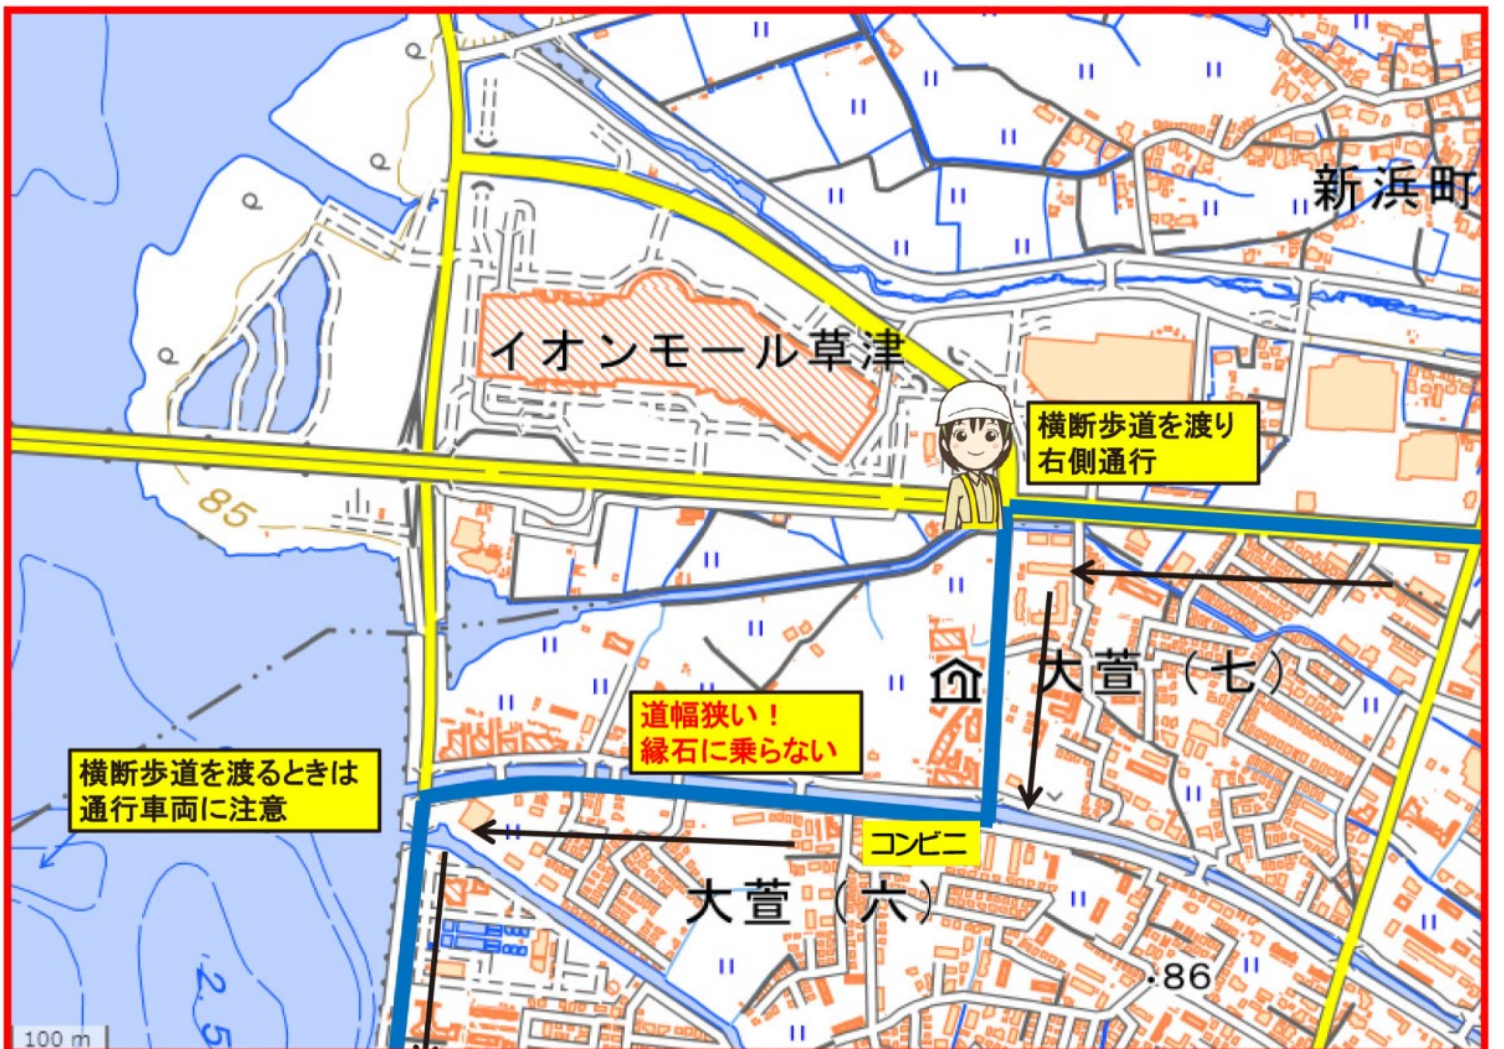 新浜町
イオンモール草津
横断歩道を渡り
右側通行
85
大萱（七）
道幅狭い！
縁石に乗らない
横断歩道を渡るときは
通行車両に注意
コンビニ
大萱（六）
・86
2.5
100 m